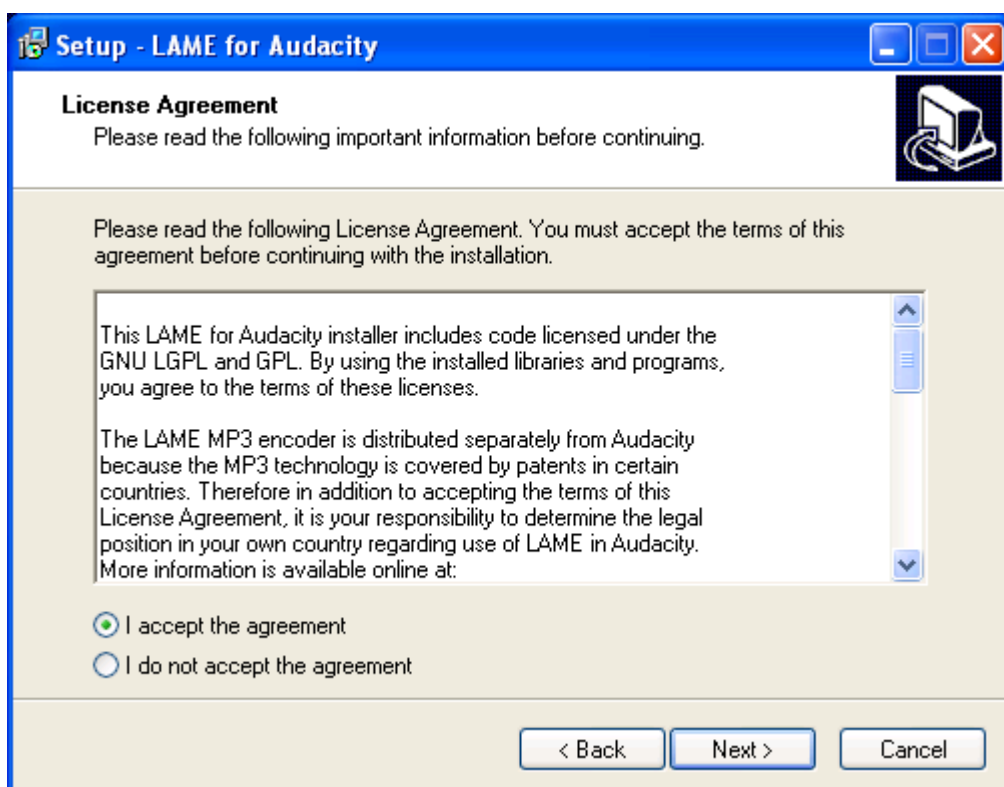 Setup - LAME for Audacity
License Agreement
Please read the following important information before continuing.
Please read the following License Agreement. You must accept the terms of this
agreement before continuing with the installation.
This LAME for Audacity installer includes code licensed under the
GNU LGPL and GPL. By using the installed libraries and programs,
you agree to the terms of these licenses.
The LAME MP3 encoder is distributed separately from Audacity
because the MP3 technology is covered by patents in certain
countries. Therefore in addition to accepting the terms of this
License Agreement, it is your responsibility to determine the legal
position in your own country regarding use of LAME in Audacity.
More information is available online at:
I accept the agreement
I do not accept the agreement
< Back Next > Cancel